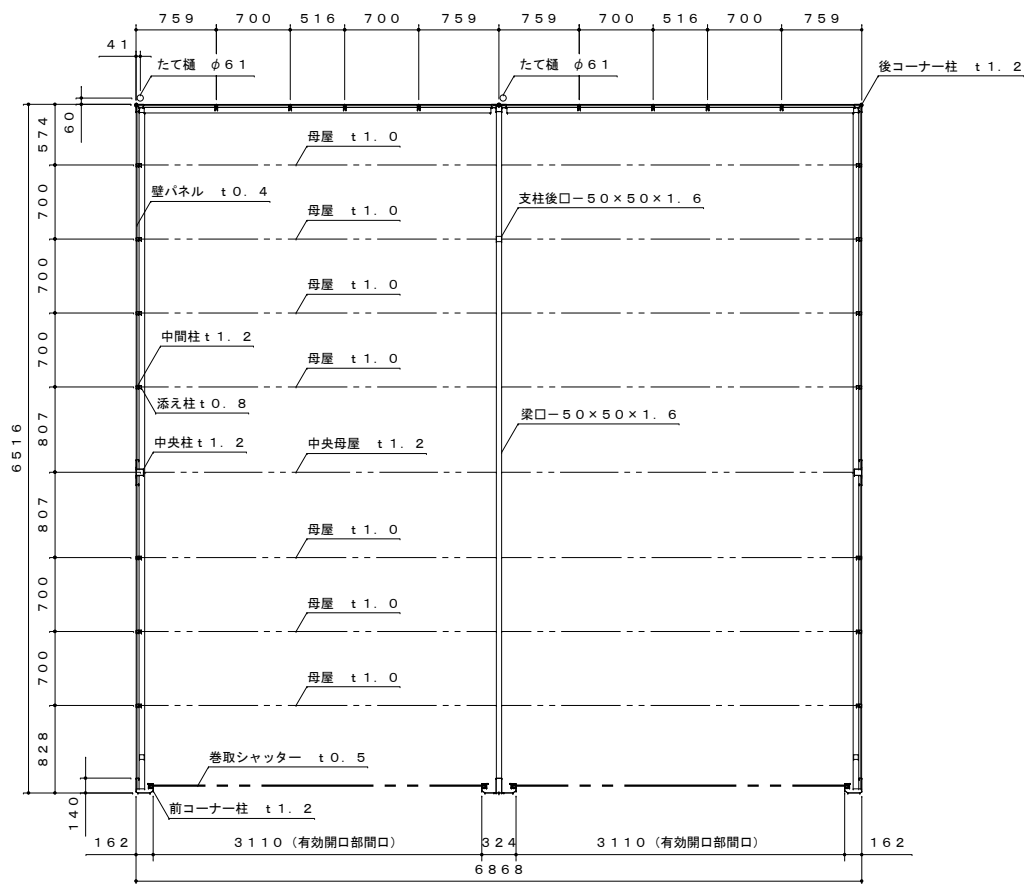 759 700 516 700 759 759 700 516 700 759
41
たて樋 φ61
たて樋 φ61
後コーナー柱 t1.2
60
574
母屋 t1.0
700
壁パネル t0.4
支柱後口-50×50×1.6
母屋 t1.0
700
母屋 t1.0
700
中間柱t1.2
母屋 t1.0
添え柱t0.8
梁口-50×50×1.6
807
6516
中央柱t1.2
中央母屋 t1.2
807
母屋 t1.0
700
母屋 t1.0
700
母屋 t1.0
828
巻取シャッター t0.5
140
前コーナー柱 t1.2
162 3110(有効開口部間口) 324 3110(有効開口部間口) 162
6868